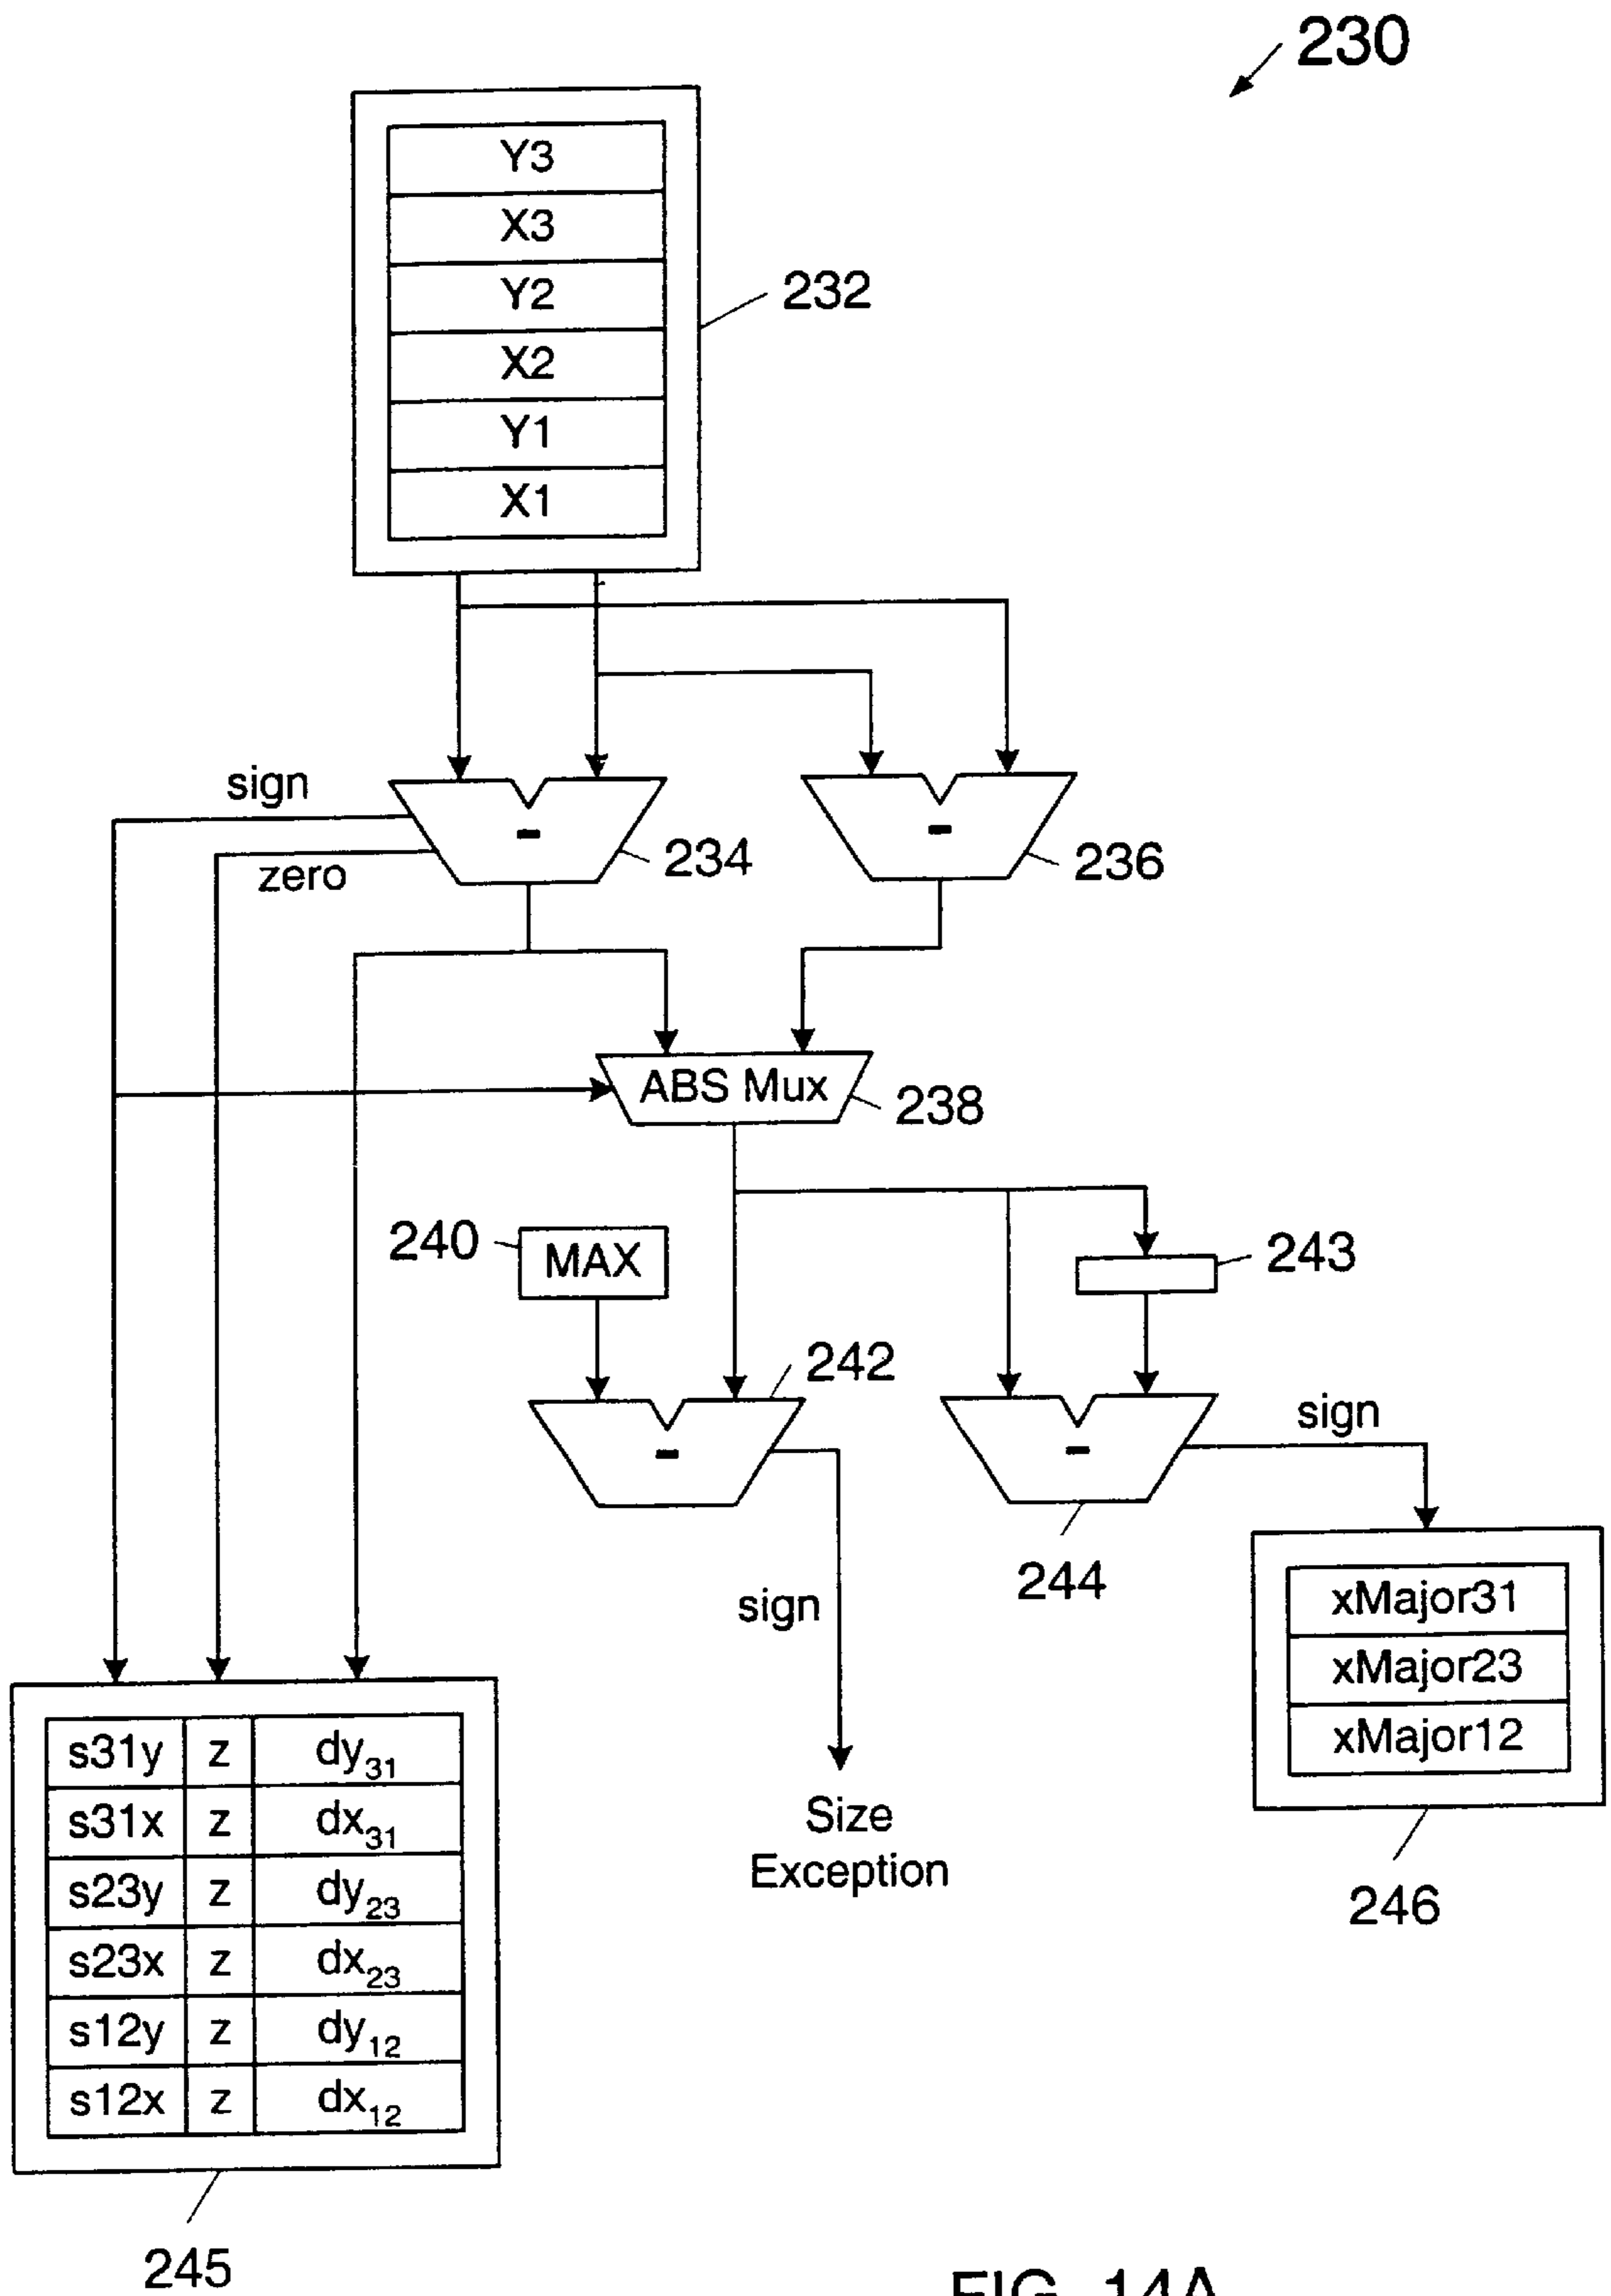 230
Y3
X3
Y2
232
X2
Y1
X1
sign
zero
-
234
-
236
ABS Mux
238
240
MAX
243
242
-
-
sign
244
sign
xMajor31
xMajor23
xMajor12
246
Size
Exception
s31y z dy31
s31x z dx31
s23y z dy23
s23x z dx23
s12y z dy12
s12x z dx12
245
FIG. 14A